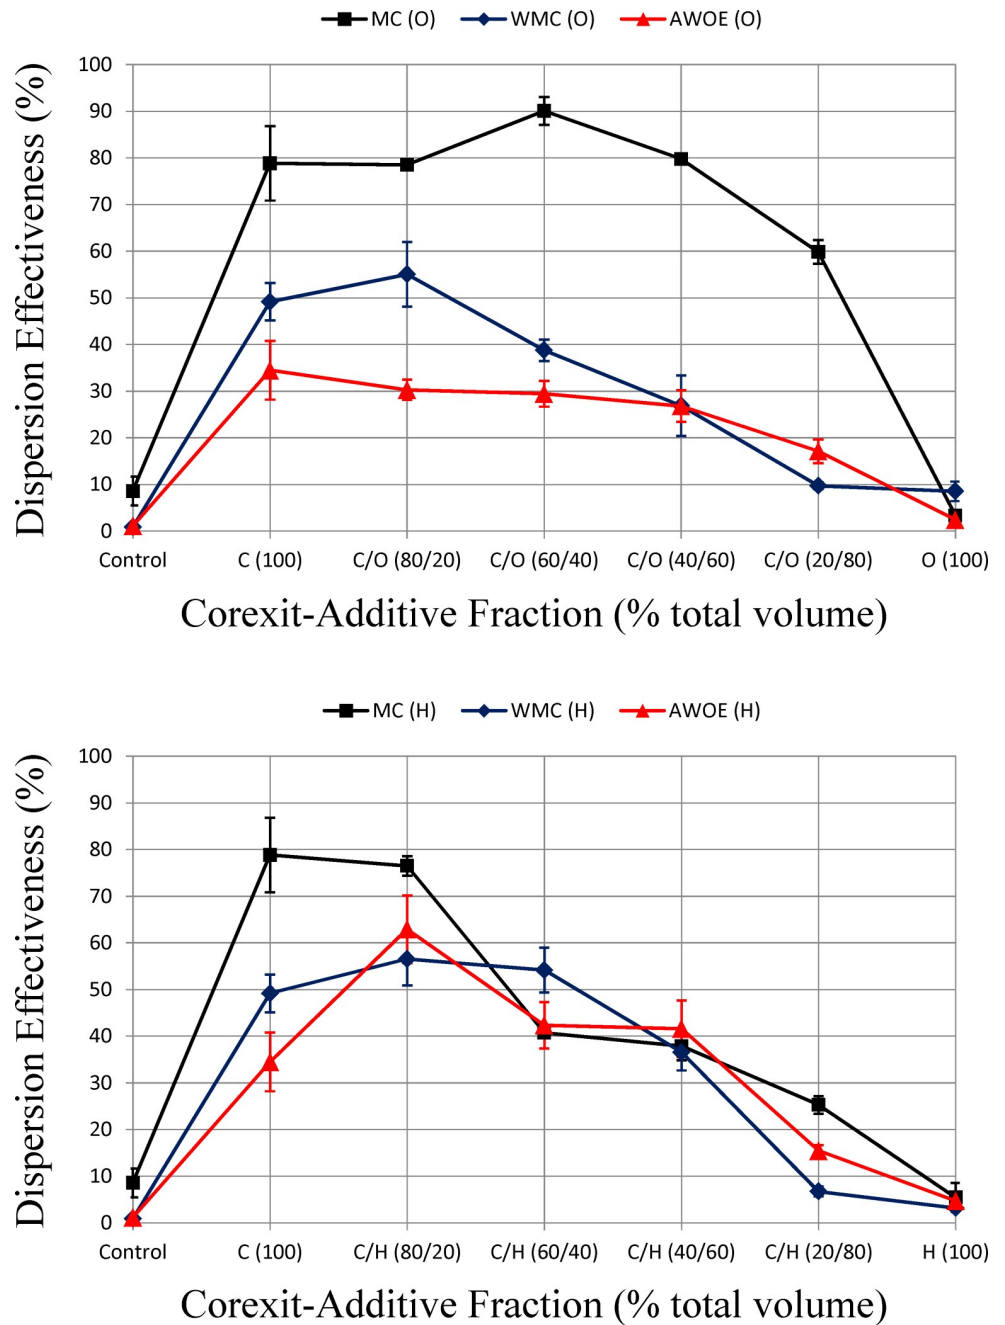 MC (O) WMC (O) AWOE (O)
Dispersion Effectiveness (%)
100
90
80
70
60
50
40
30
20
10
0
Control C (100) C/O (80/20) C/O (60/40) C/O (40/60) C/O (20/80) O (100)
Corexit-Additive Fraction (% total volume)
MC (H) WMC (H) AWOE (H)
Dispersion Effectiveness (%)
100
90
80
70
60
50
40
30
20
10
0
Control C (100) C/H (80/20) C/H (60/40) C/H (40/60) C/H (20/80) H (100)
Corexit-Additive Fraction (% total volume)